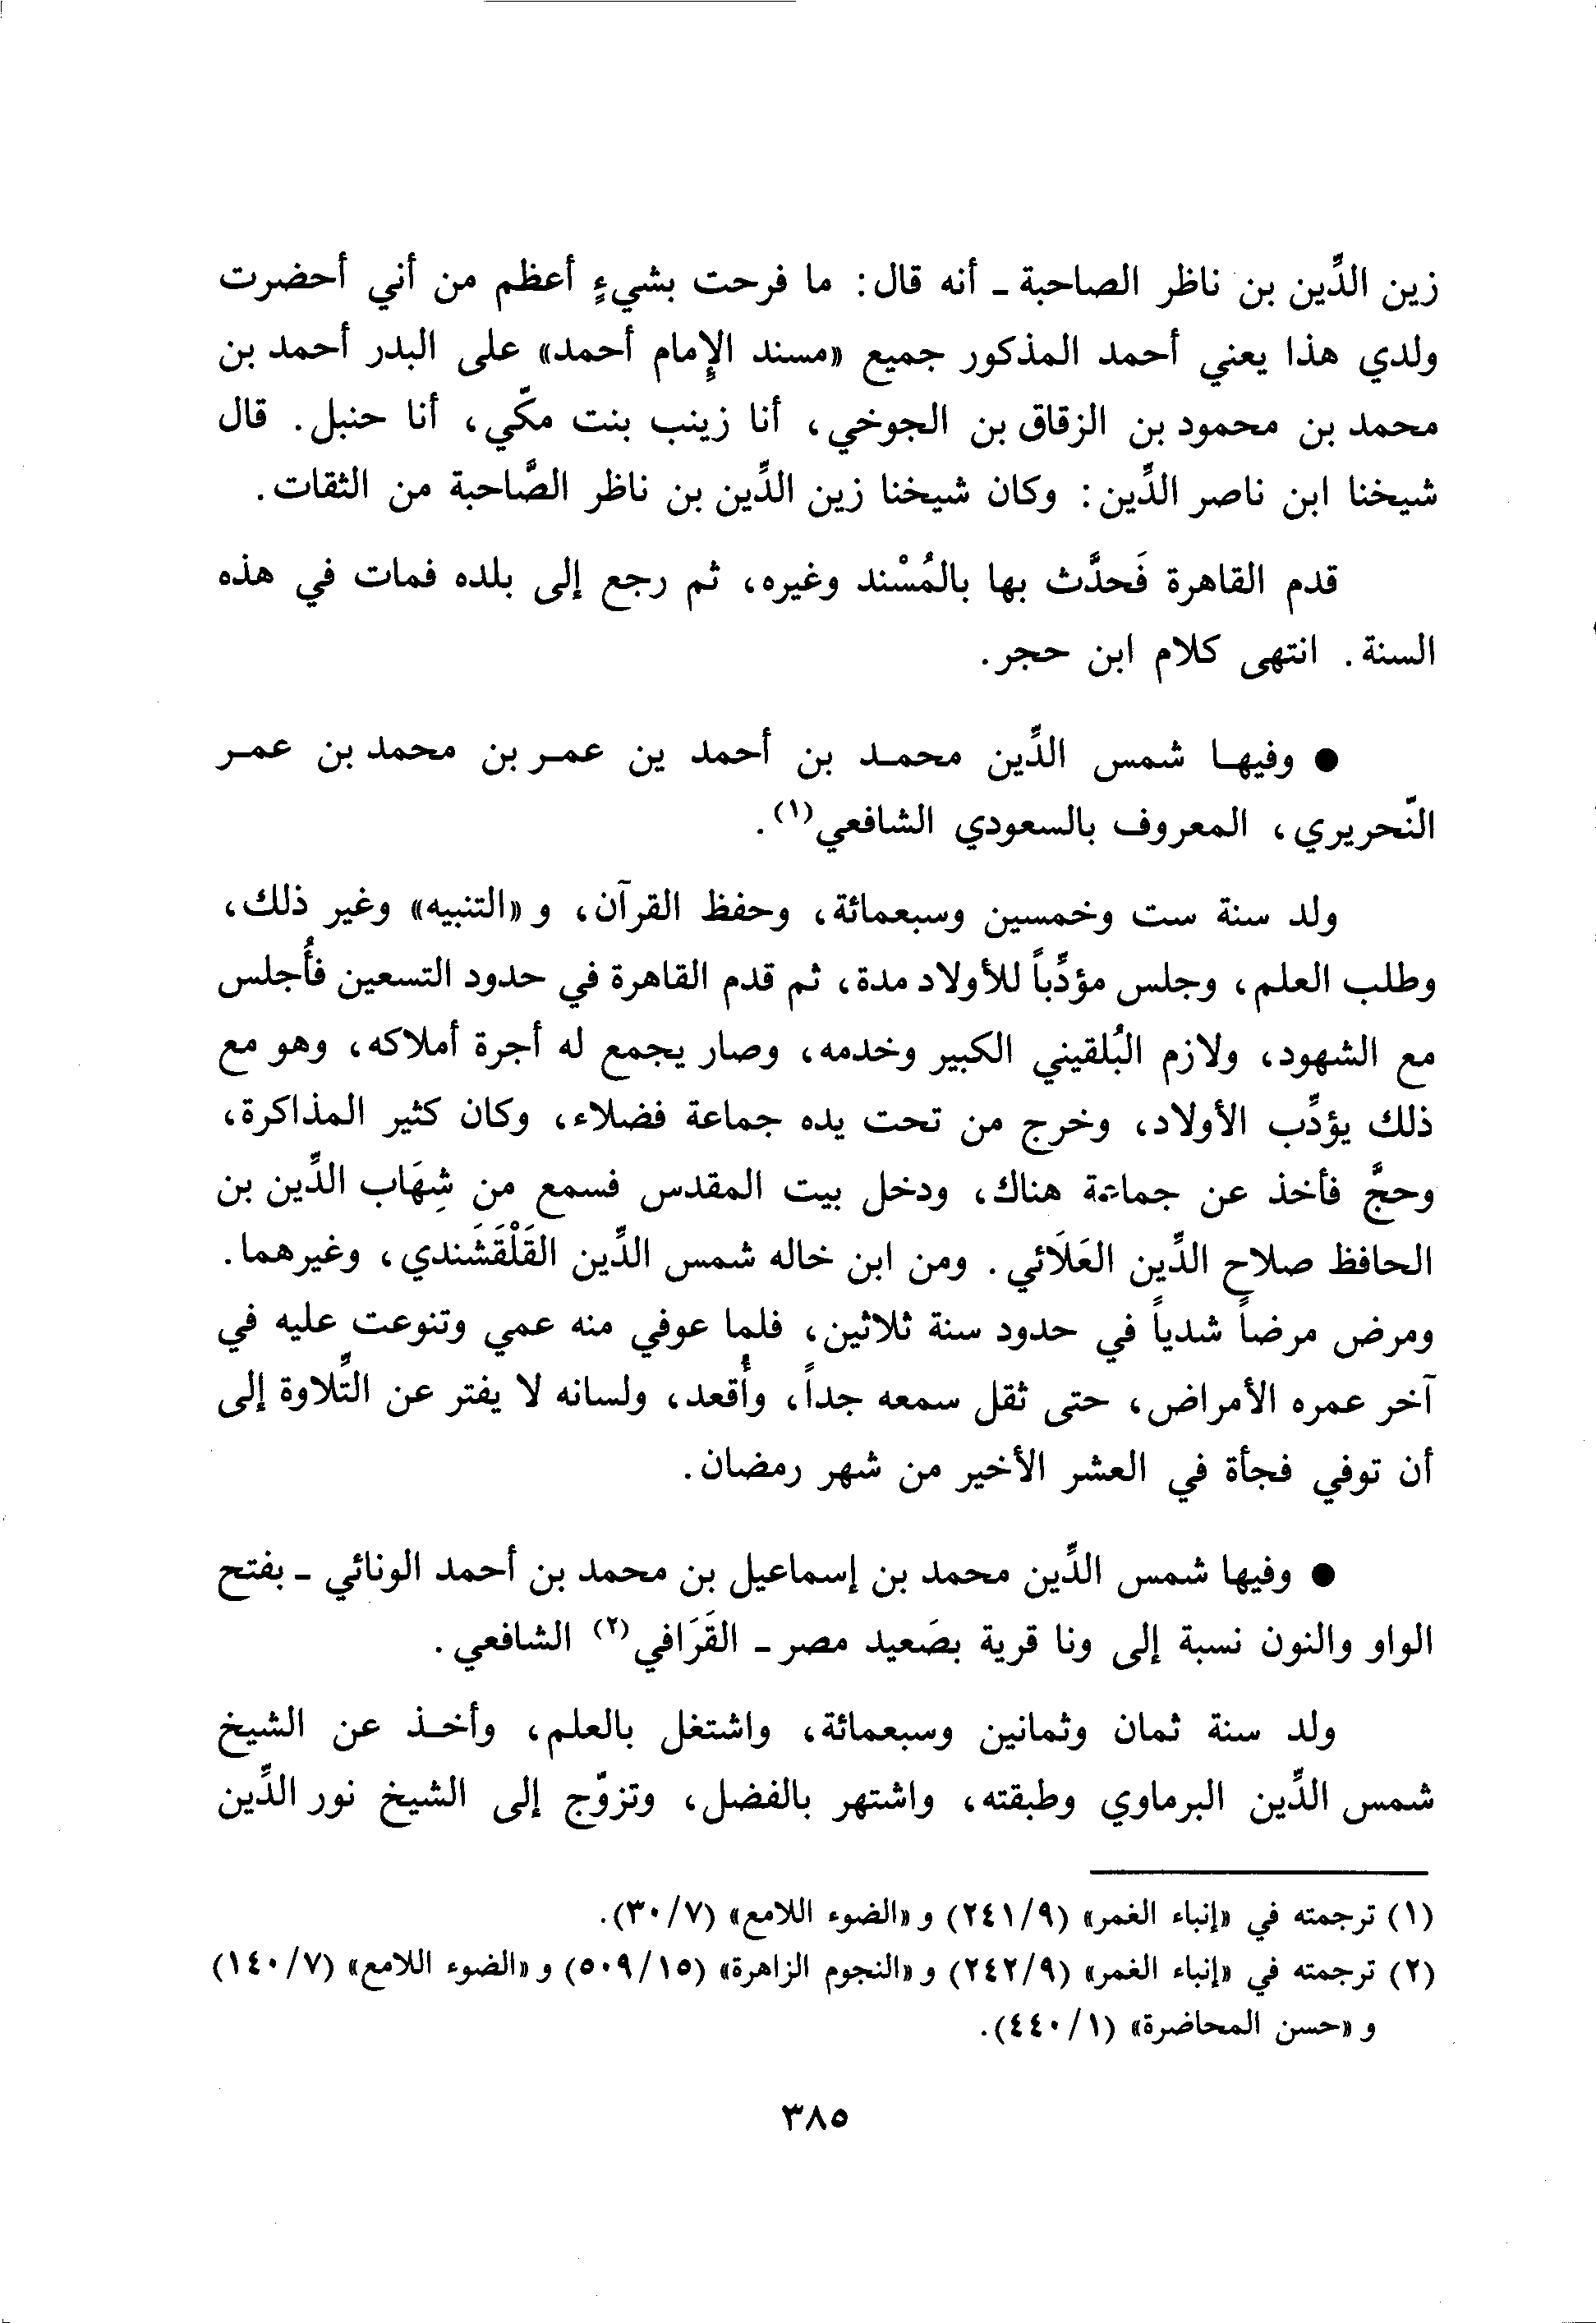 زين الدِّين بن ناظر الصاحبة ـ أنه قال: ما فرحت بشيءٍ أعظم من أني أحضرت
ولدي هذا يعني أحمد المذكور جميع «مسند الإِمام أحمد» على البدر أحمد بن
محمد بن محمود بن الزقاق بن الجوخي، أنا زينب بنت مكّي، أنا حنبل. قال
شيخنا ابن ناصر الدِّين: وكان شيخنا زين الدِّين بن ناظر الصَّاحبة من الثقات.
قدم القاهرة فَحدَّث بها بالمُسْند وغيره، ثم رجع إلى بلده فمات في هذه
السنة. انتهى كلام ابن حجر.
● وفيهـا شمس الدِّين محمـد بن أحمد ين عمـر بن محمد بن عمـر
النّحريري، المعروف بالسعودي الشافعي(١).
ولد سنة ست وخمسين وسبعمائة، وحفظ القرآن، و «التنبيه» وغير ذلك،
وطلب العلم، وجلس مؤدِّباً للأولاد مدة، ثم قدم القاهرة في حدود التسعين فأُجلس
مع الشهود، ولازم البُلقيني الكبير وخدمه، وصار يجمع له أجرة أملاكه، وهو مع
ذلك يؤدِّب الأولاد، وخرج من تحت يده جماعة فضلاء، وكان كثير المذاكرة،
وحجَّ فأخذ عن جماعة هناك، ودخل بيت المقدس فسمع من شِهَاب الدِّين بن
الحافظ صلاح الدِّين العَلَائي. ومن ابن خاله شمس الدِّين القَلْقَشَندي، وغيرهما.
ومرض مرضاً شدياً في حدود سنة ثلاثين، فلما عوفي منه عمي وتنوعت عليه في
آخر عمره الأمراض، حتى ثقل سمعه جداً، وأُقعد، ولسانه لا يفتر عن التِّلاوة إلى
أن توفي فجأة في العشر الأخير من شهر رمضان.
● وفيها شمس الدِّين محمد بن إسماعيل بن محمد بن أحمد الونائي ـ بفتح
الواو والنون نسبة إلى ونا قرية بصَعيد مصر ـ القَرَافي(٢) الشافعي.
ولد سنة ثمان وثمانين وسبعمائة، واشتغل بالعلم، وأخـذ عن الشيخ
شمس الدِّين البرماوي وطبقته، واشتهر بالفضل، وتزوّج إلى الشيخ نور الدِّين
(١) ترجمته في «إنباء الغمر» (٢٤١/٩) و «الضوء اللامع» (٣٠/٧).
(٢) ترجمته في «إنباء الغمر» (٢٤٢/٩) و «النجوم الزاهرة» (٥٠٩/١٥) و «الضوء اللامع» (١٤٠/٧)
و «حسن المحاضرة» (٤٤٠/١).
٣٨٥